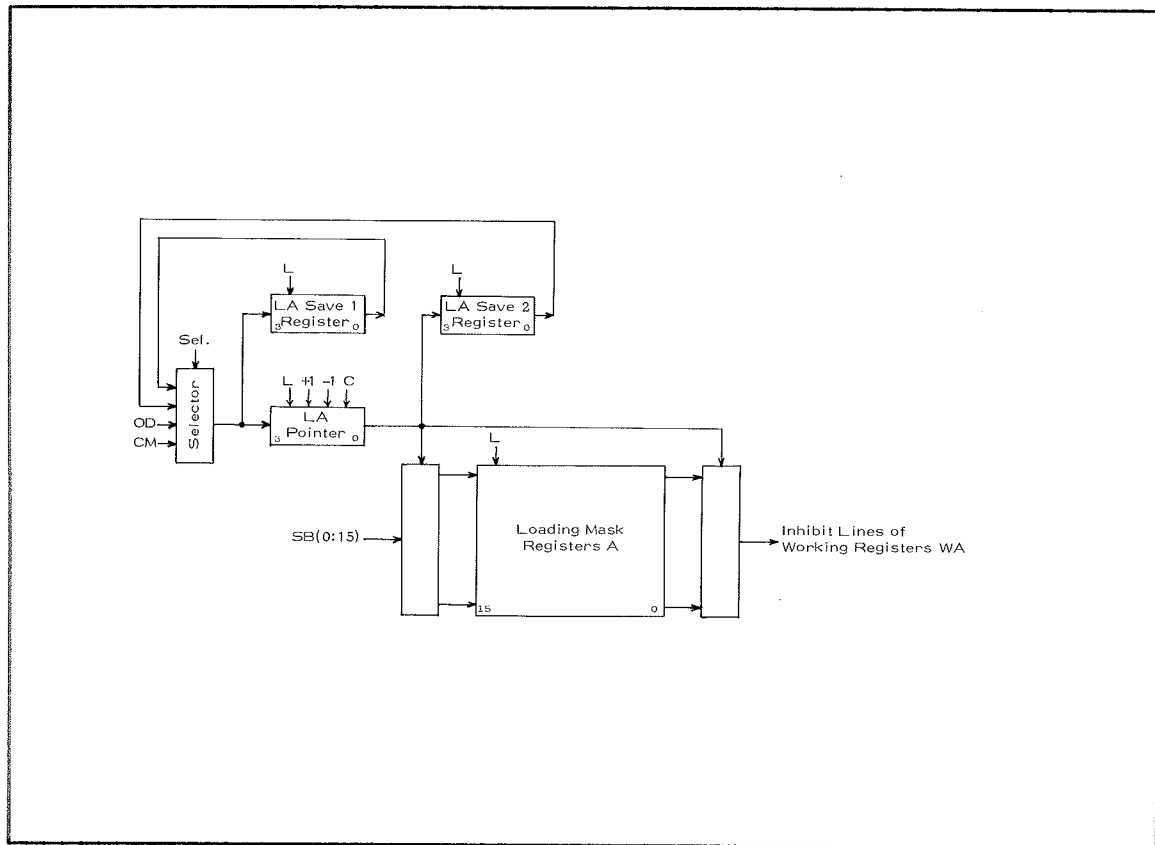 L
L
LA Save 1
Register
3
0
LA Save 2
Register
3
0
Sel.
Selector
OD
CM
L +1 -1 C
LA
Pointer
3
0
L
SB(0:15)
Loading Mask
Registers A
15
0
Inhibit Lines of
Working Registers WA